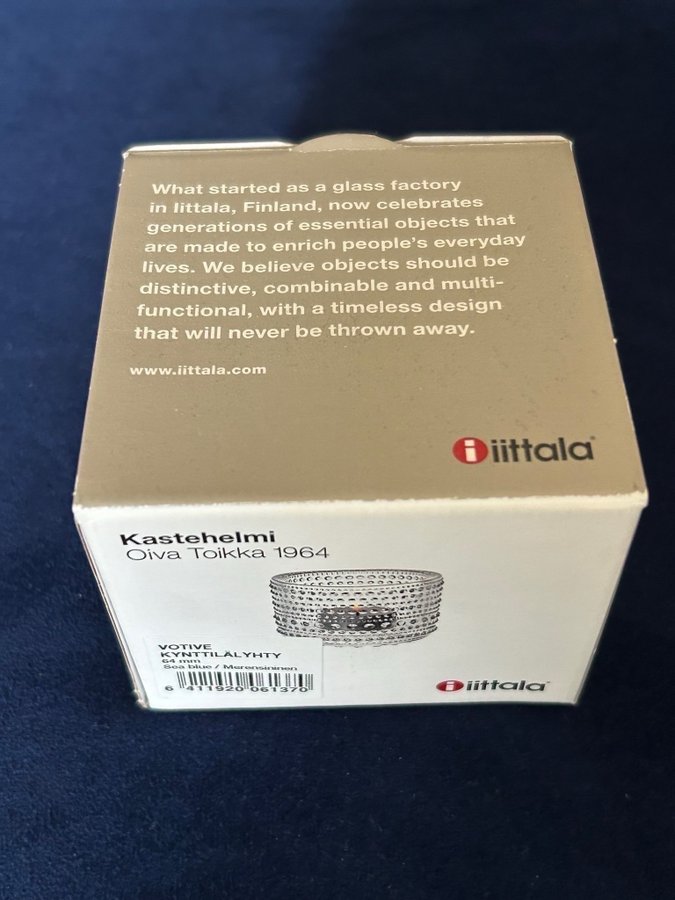 What started as a glass factory
in Iittala, Finland, now celebrates
generations of essential objects that
are made to enrich people's everyday
lives. We believe objects should be
distinctive, combinable and multi-
functional, with a timeless design
that will never be thrown away.
www.iittala.com
i iittala
Kastehelmi
Oiva Toikka 1964
VOTIVE
KYNTTILÄLYHTY
64 mm
Sea blue / Merensininen
6 411920 061370
i iittala